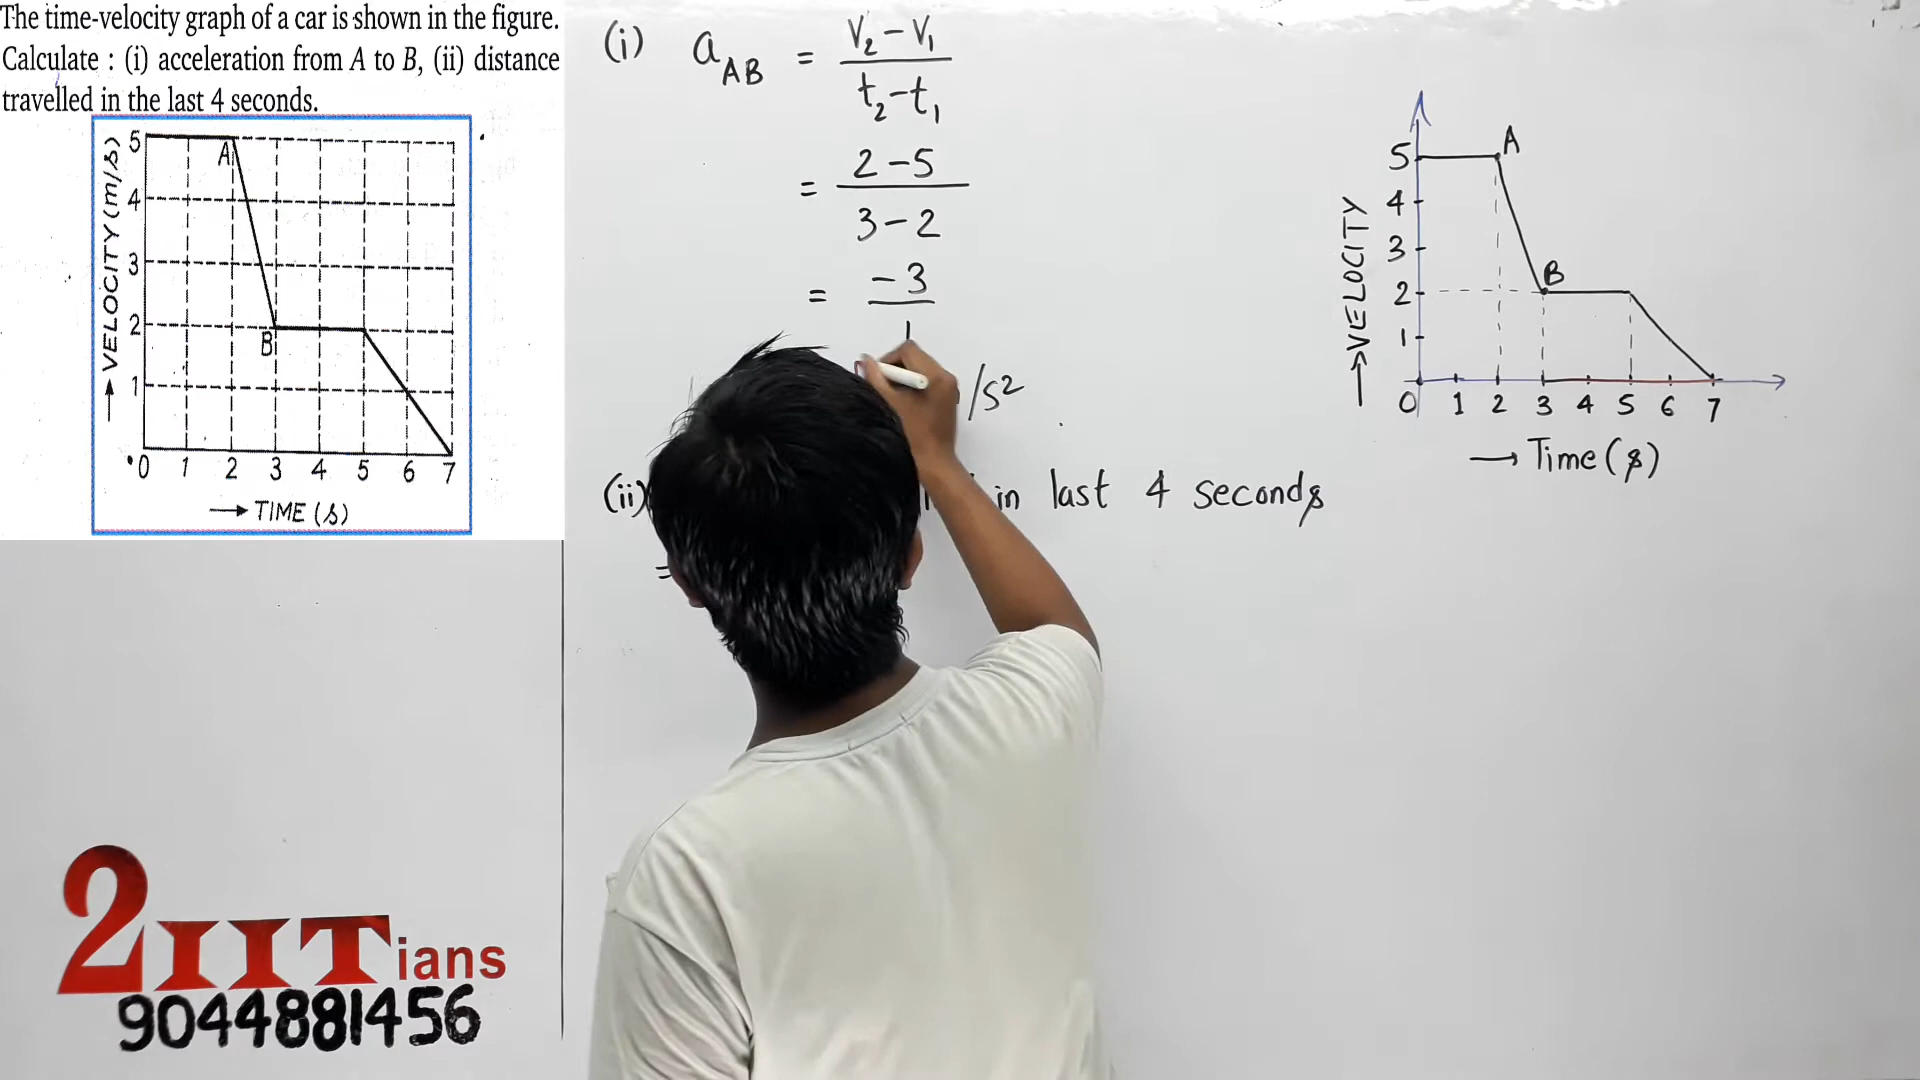 The time-velocity graph of a car is shown in the figure.
Calculate : (i) acceleration from A to B, (ii) distance
travelled in the last 4 seconds.
5
4
3
2
1
A
B
→ VELOCITY (m/s)
0 1 2 3 4 5 6 7
→ TIME (s)
(i) a_AB = V₂ - V₁
t₂ - t₁
= 2 - 5
3 - 2
= -3
1
/s²
(ii) in last 4 seconds
=
5
4
3
2
1
A
B
→ VELOCITY
0 1 2 3 4 5 6 7
→ Time (s)
2IITians
9044881456